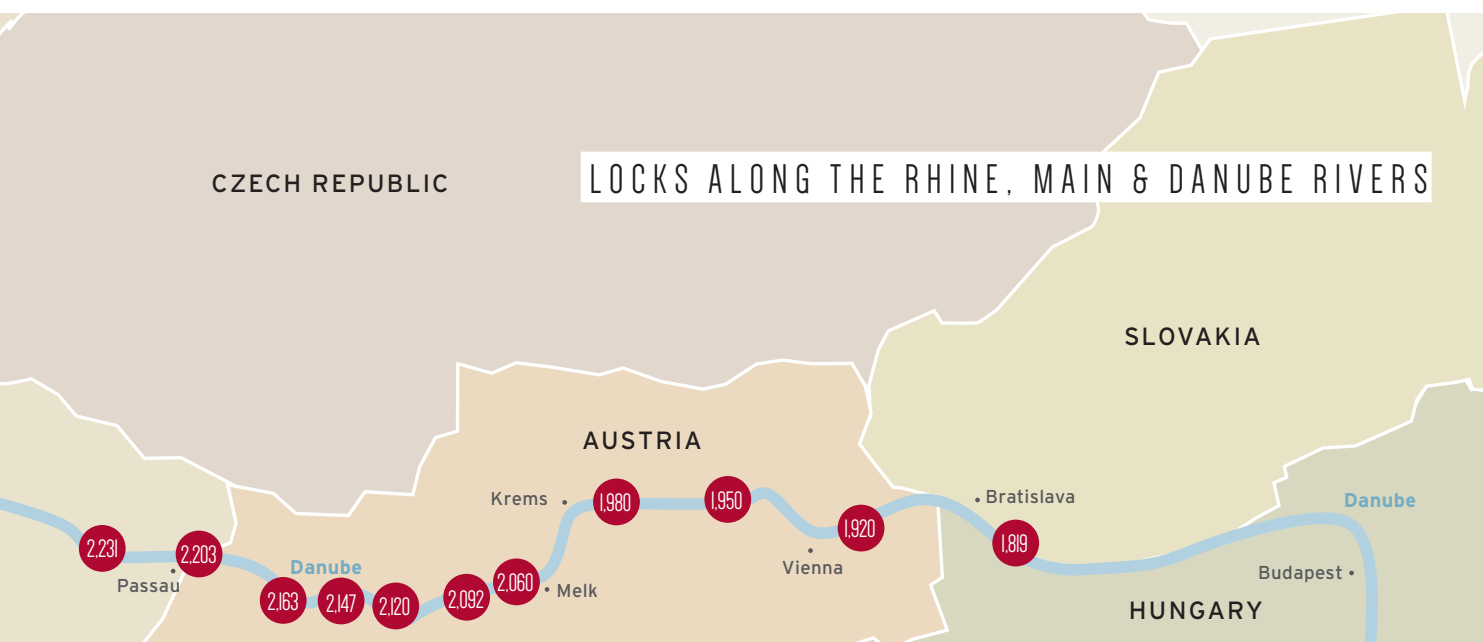 CZECH REPUBLIC
LOCKS ALONG THE RHINE, MAIN & DANUBE RIVERS
SLOVAKIA
AUSTRIA
Krems
1,980
1,950
1,920
Bratislava
1,819
Danube
2,231
2,203
Passau
Danube
2,163
2,147
2,120
2,092
2,060
Melk
Vienna
Budapest
HUNGARY